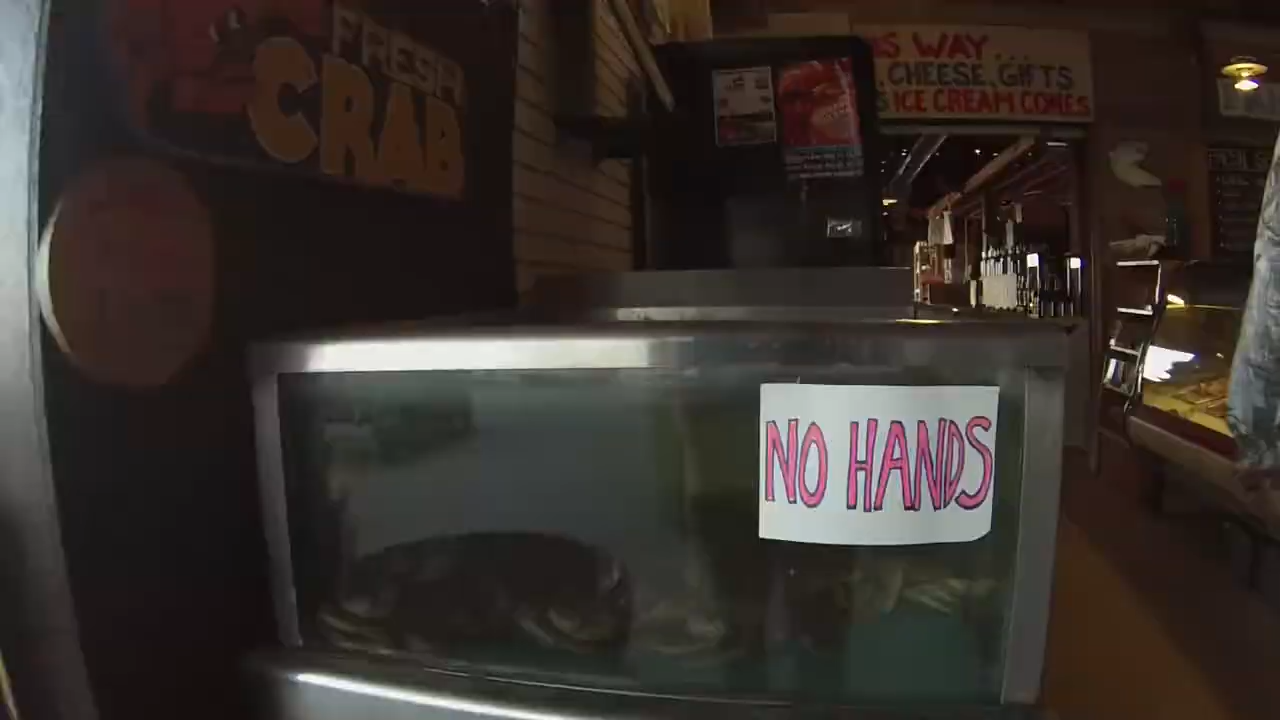 FRESH
CRAB
S WAY...
, CHEESE, GIFTS
S ICE CREAM CONES
NO HANDS